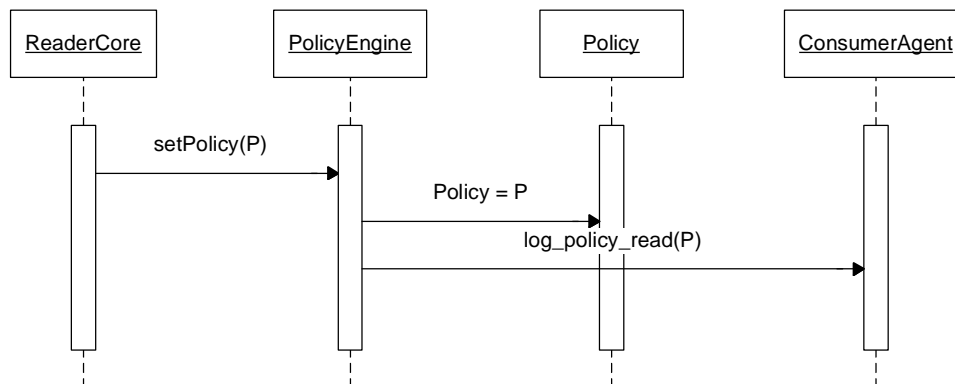 ReaderCore
PolicyEngine
Policy
ConsumerAgent
setPolicy(P)
Policy = P
log_policy_read(P)